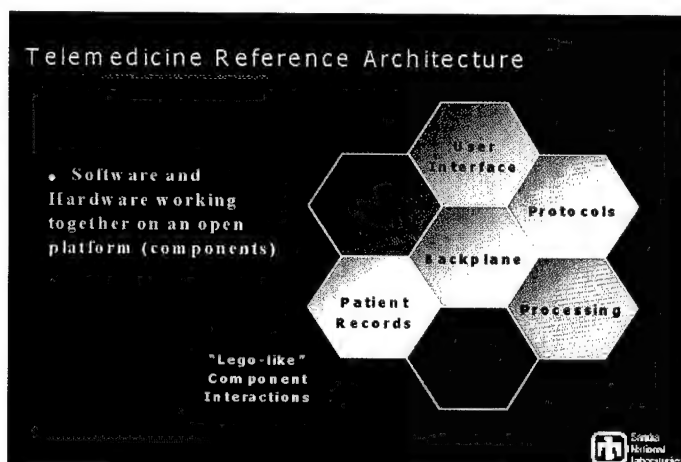 Telemedicine Reference Architecture
• Software and
Hardware working
together on an open
platform (components)
User
Interface
Protocols
Backplane
Patient
Records
Processing
"Lego-like"
Component
Interactions
Sandia
National
Laboratories